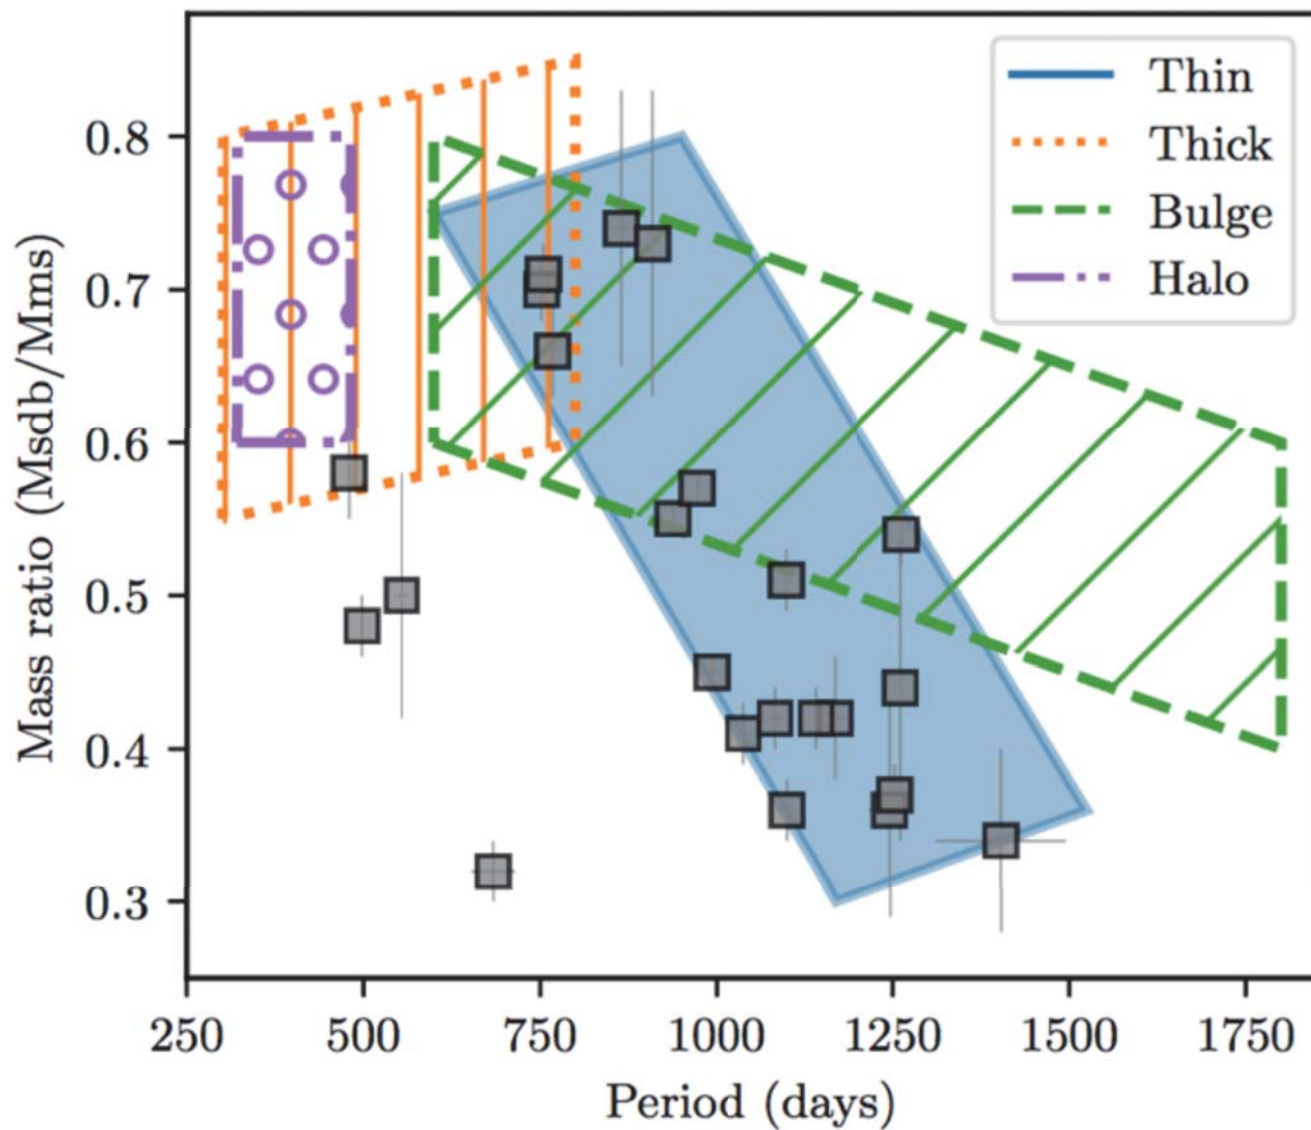 Thin
Thick
Bulge
Halo
0.8
0.7
0.6
0.5
0.4
0.3
Mass ratio (Msdb/Mms)
250 500 750 1000 1250 1500 1750
Period (days)